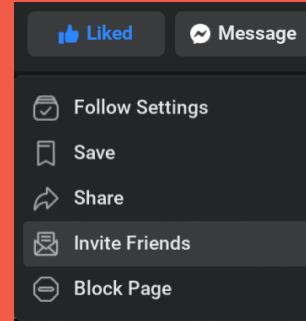 Liked Message
Follow Settings
Save
Share
Invite Friends
Block Page